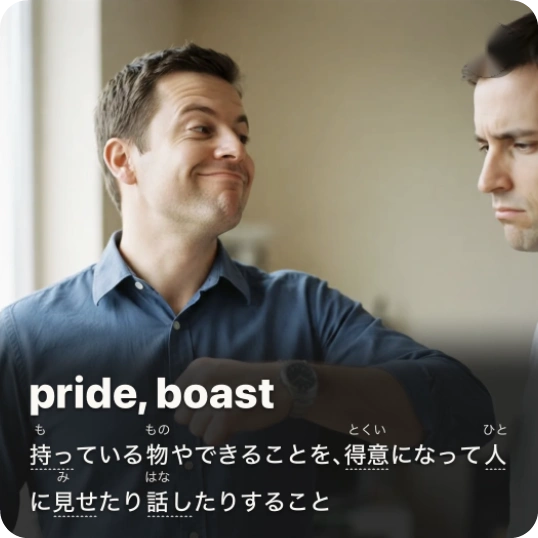 pride, boast
も もの とくい ひと
持っている物やできることを、得意になって人
み はな
に見せたり話したりすること